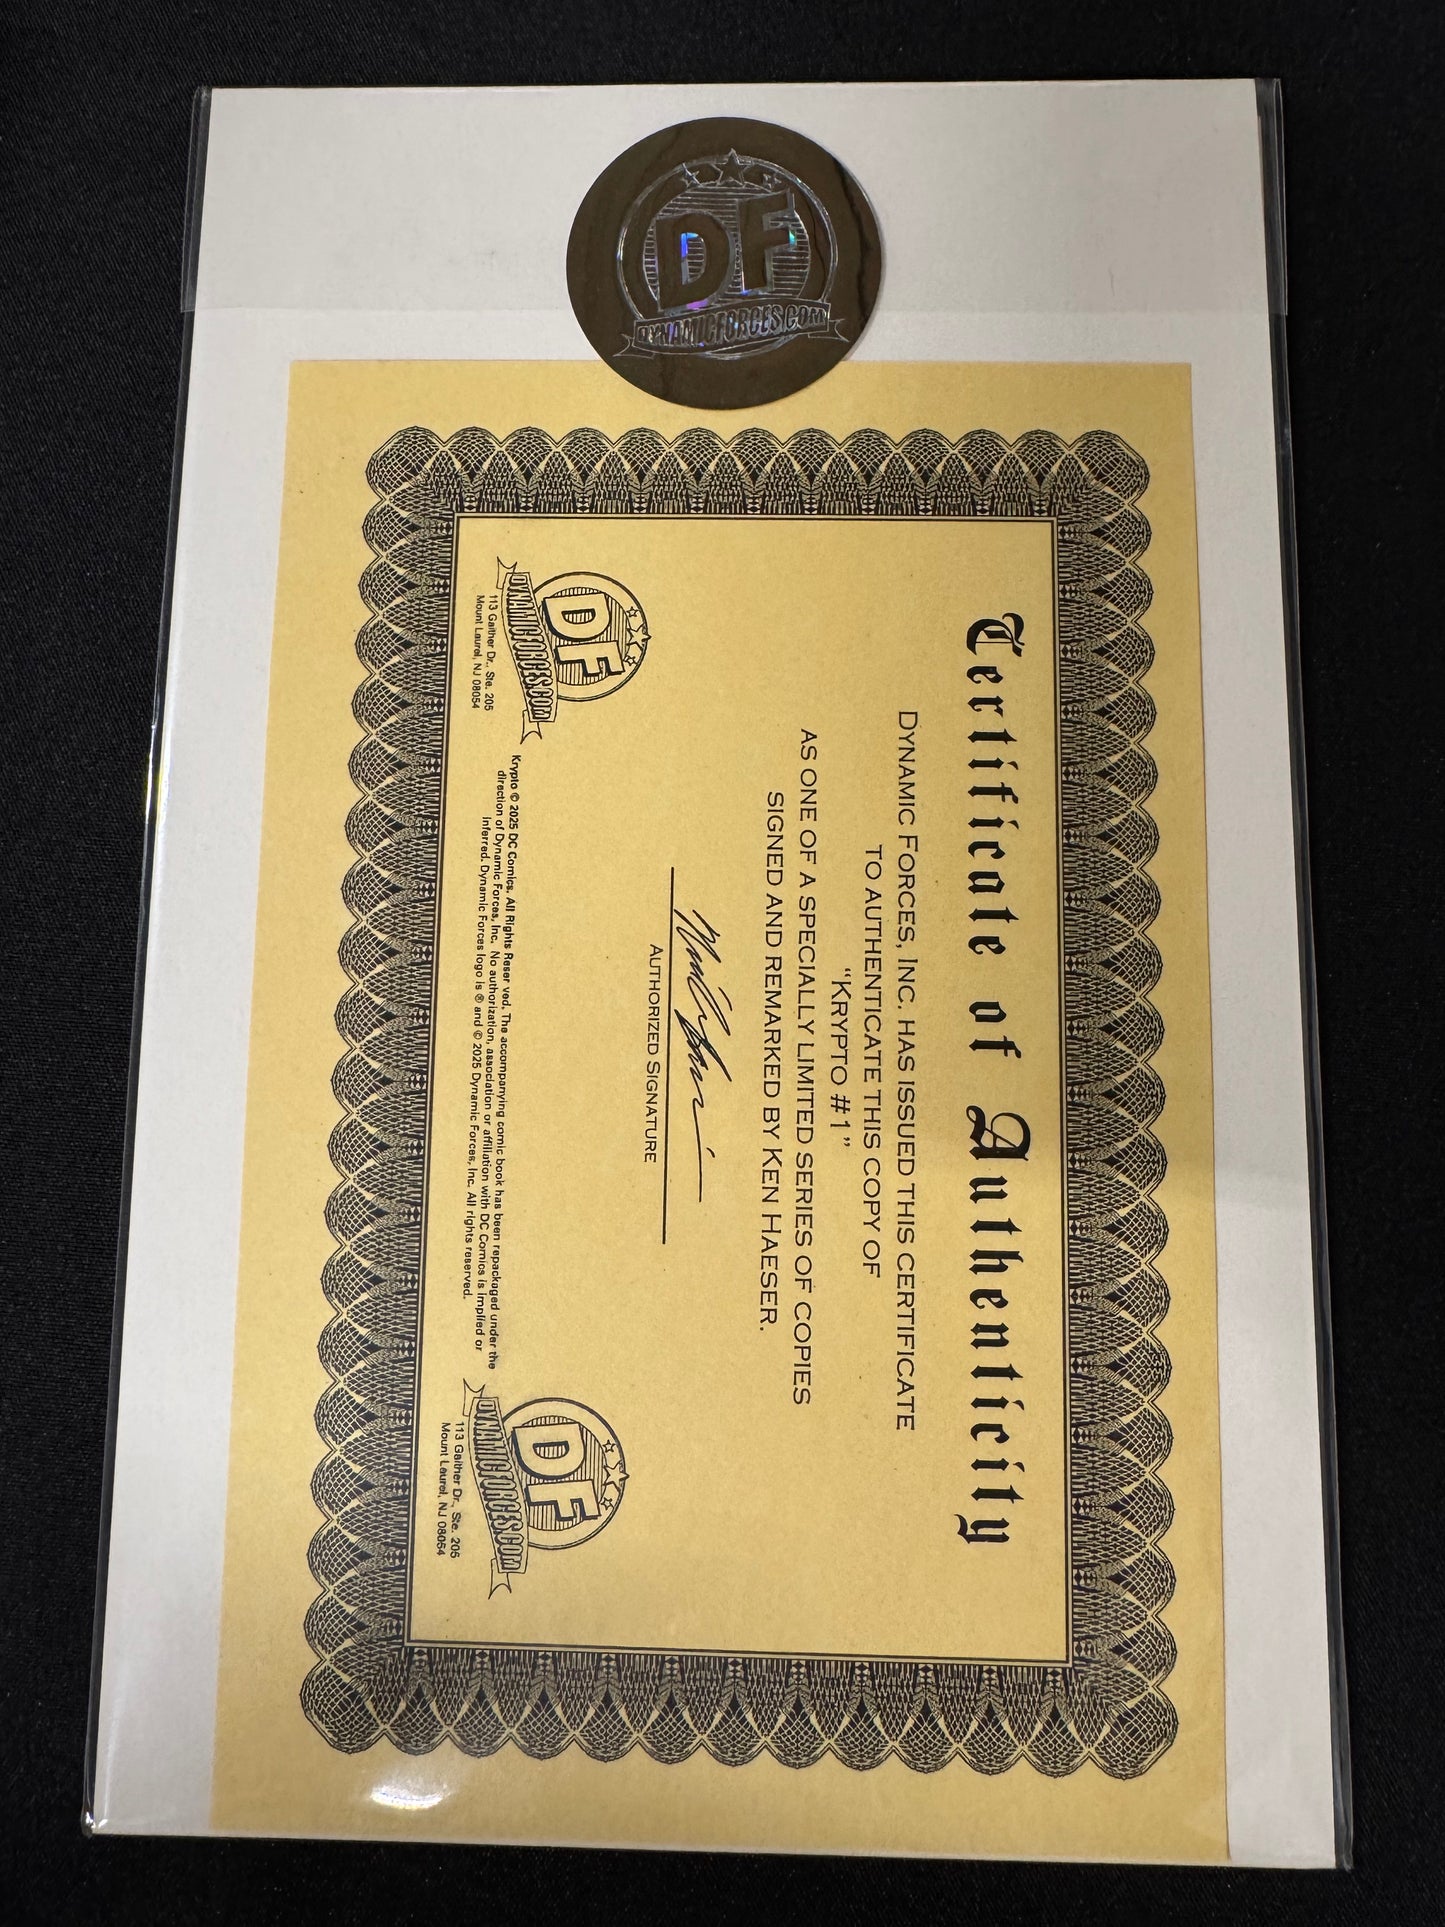 DF
DYNAMICFORCES.COM
Certificate of Authenticity
DYNAMIC FORCES, INC. HAS ISSUED THIS CERTIFICATE
TO AUTHENTICATE THIS COPY OF
“KRYPTO #1”
AS ONE OF A SPECIALLY LIMITED SERIES OF COPIES
SIGNED AND REMARKED BY KEN HAESER.
AUTHORIZED SIGNATURE
DF
DYNAMICFORCES.COM
113 Gaither Dr., Ste. 205
Mount Laurel, NJ 08054
Krypto © 2025 DC Comics. All Rights Reser ved. The accompanying comic book has been repackaged under the
direction of Dynamic Forces, Inc. No authorization, association or affiliation with DC Comics is implied or
inferred. Dynamic Forces logo is ® and © 2025 Dynamic Forces, Inc. All rights reserved.
DF
DYNAMICFORCES.COM
113 Gaither Dr., Ste. 205
Mount Laurel, NJ 08054